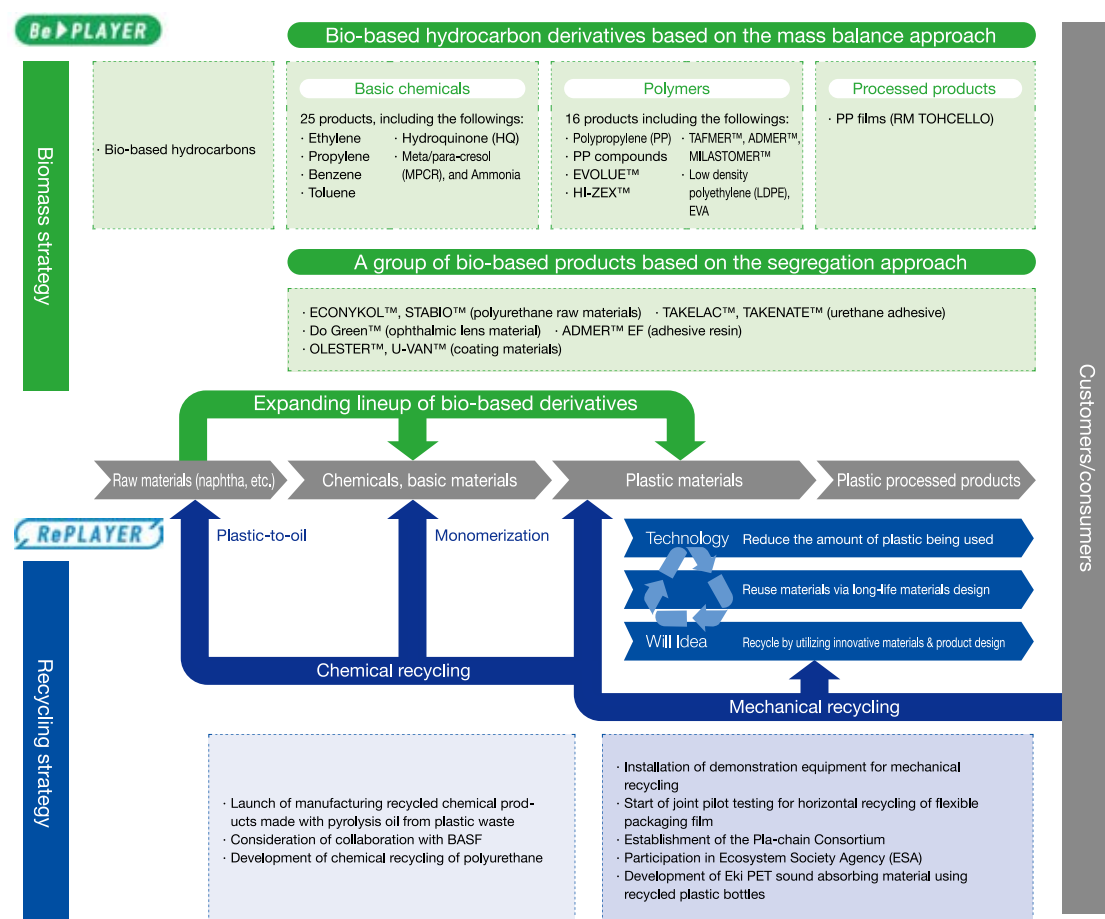 Be PLAYER
Bio-based hydrocarbon derivatives based on the mass balance approach
Biomass strategy
· Bio-based hydrocarbons
Basic chemicals
25 products, including the followings:
· Ethylene
· Propylene
· Benzene
· Toluene
· Hydroquinone (HQ)
· Meta/para-cresol
(MPCR), and Ammonia
Polymers
16 products including the followings:
· Polypropylene (PP)
· PP compounds
· EVOLUE™
· HI-ZEX™
· TAFMER™, ADMER™,
MILASTOMER™
· Low density
polyethylene (LDPE),
EVA
Processed products
· PP films (RM TOHCELLO)
A group of bio-based products based on the segregation approach
· ECONYKOL™, STABIO™ (polyurethane raw materials) · TAKELAC™, TAKENATE™ (urethane adhesive)
· Do Green™ (ophthalmic lens material) · ADMER™ EF (adhesive resin)
· OLESTER™, U-VAN™ (coating materials)
Customers/consumers
Expanding lineup of bio-based derivatives
Raw materials (naphtha, etc.)
Chemicals, basic materials
Plastic materials
Plastic processed products
RePLAYER
Recycling strategy
Plastic-to-oil
Monomerization
Technology Reduce the amount of plastic being used
Reuse materials via long-life materials design
Will Idea Recycle by utilizing innovative materials & product design
Chemical recycling
Mechanical recycling
· Launch of manufacturing recycled chemical prod-
ucts made with pyrolysis oil from plastic waste
· Consideration of collaboration with BASF
· Development of chemical recycling of polyurethane
· Installation of demonstration equipment for mechanical
recycling
· Start of joint pilot testing for horizontal recycling of flexible
packaging film
· Establishment of the Pla-chain Consortium
· Participation in Ecosystem Society Agency (ESA)
· Development of Eki PET sound absorbing material using
recycled plastic bottles